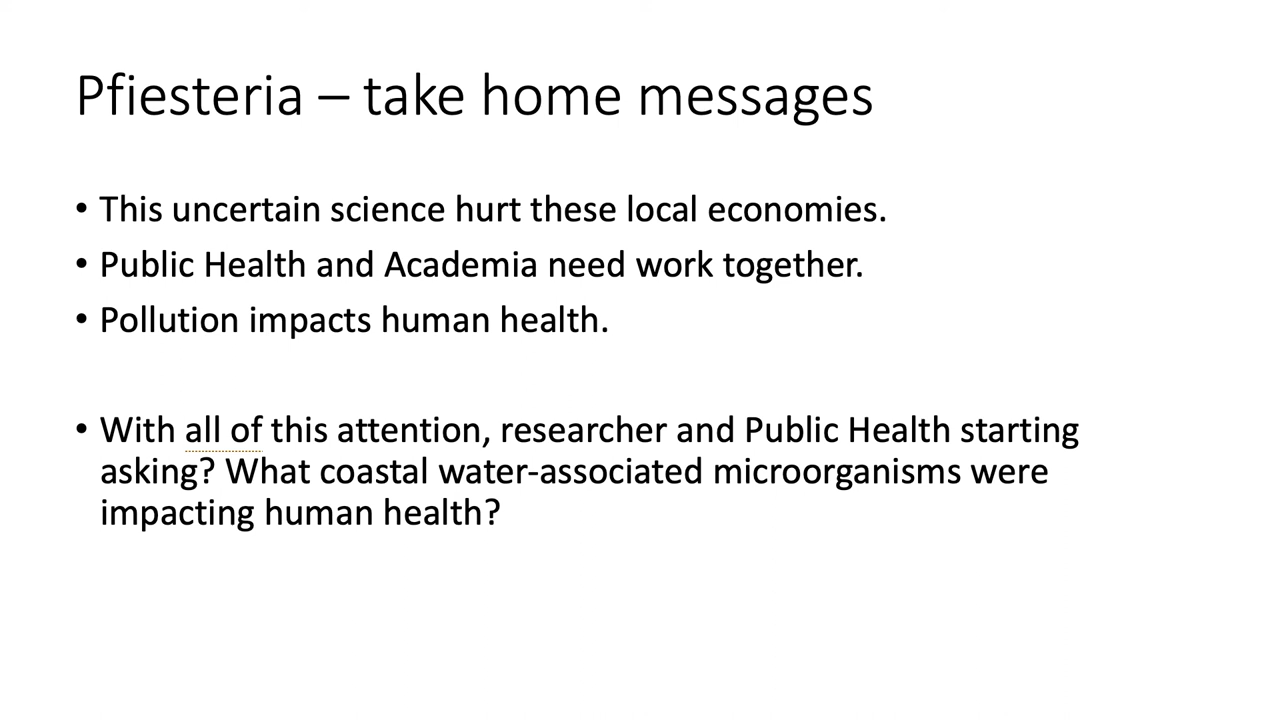 Pfiesteria – take home messages
• This uncertain science hurt these local economies.
• Public Health and Academia need work together.
• Pollution impacts human health.
• With all of this attention, researcher and Public Health starting
asking? What coastal water-associated microorganisms were
impacting human health?